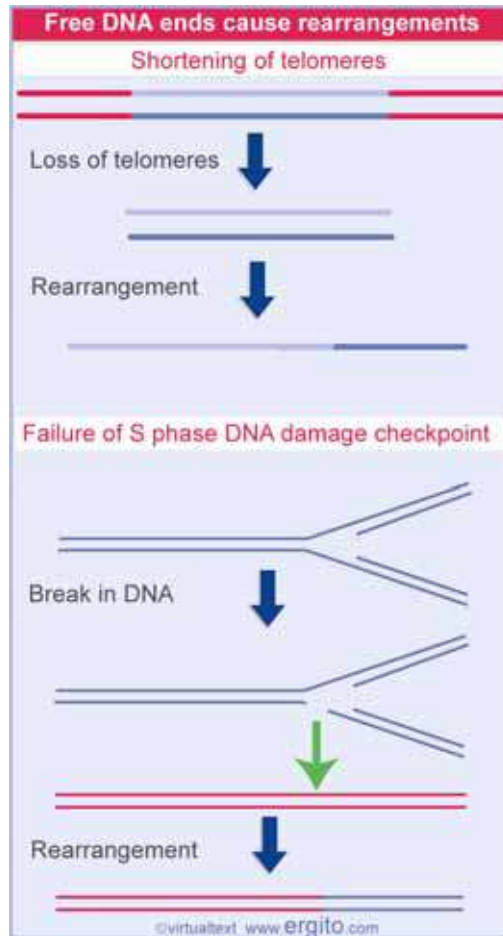 Free DNA ends cause rearrangements
Shortening of telomeres
Loss of telomeres
Rearrangement
Failure of S phase DNA damage checkpoint
Break in DNA
Rearrangement
©virtualtext www.ergito.com